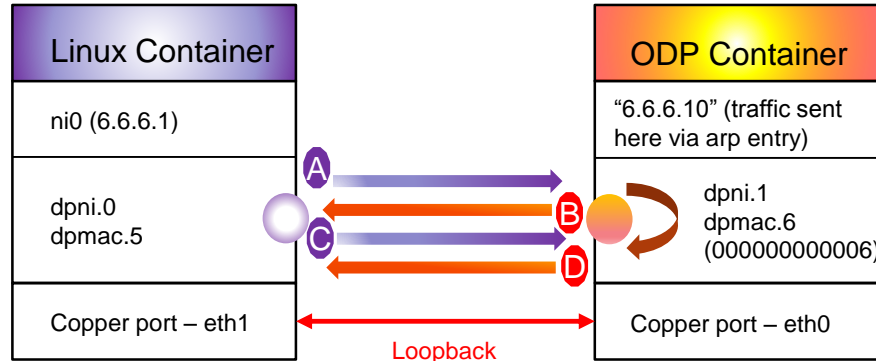 Linux Container
ODP Container
ni0 (6.6.6.1)
“6.6.6.10” (traffic sent
here via arp entry)
A
B
C
D
dpni.0
dpmac.5
dpni.1
dpmac.6
(000000000006)
Copper port – eth1
Loopback
Copper port – eth0